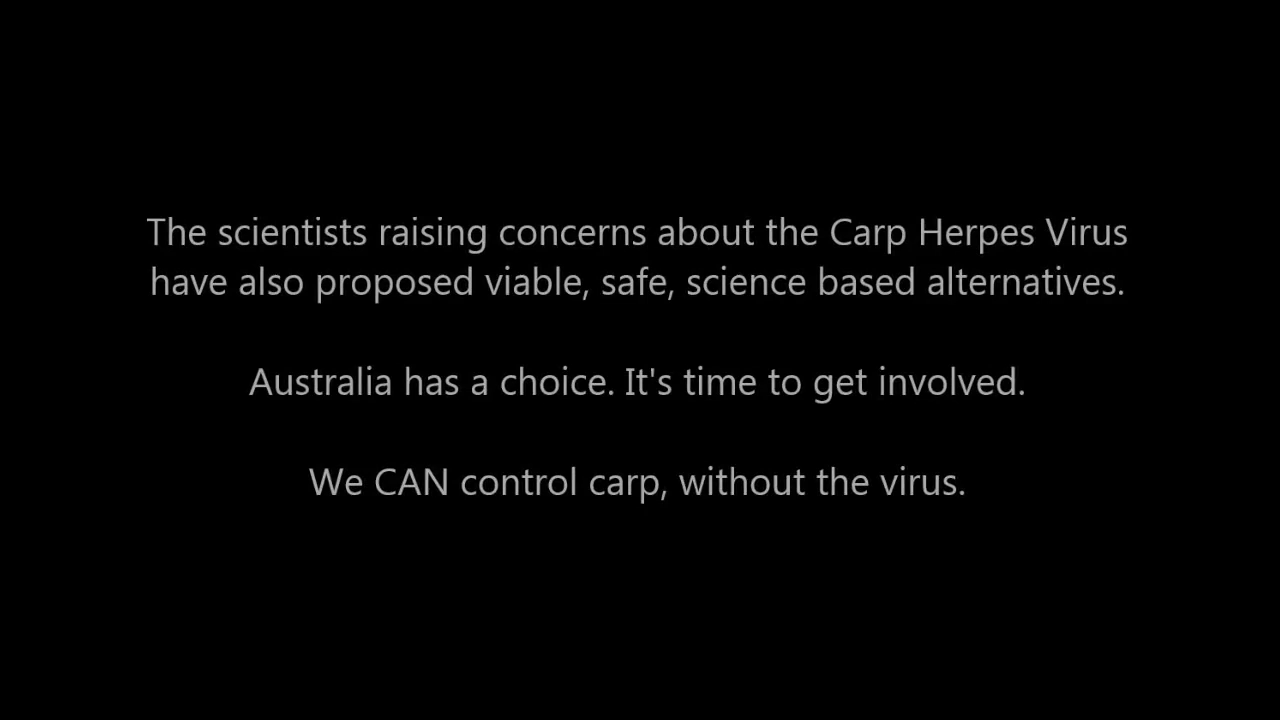 The scientists raising concerns about the Carp Herpes Virus
have also proposed viable, safe, science based alternatives.
Australia has a choice. It's time to get involved.
We CAN control carp, without the virus.